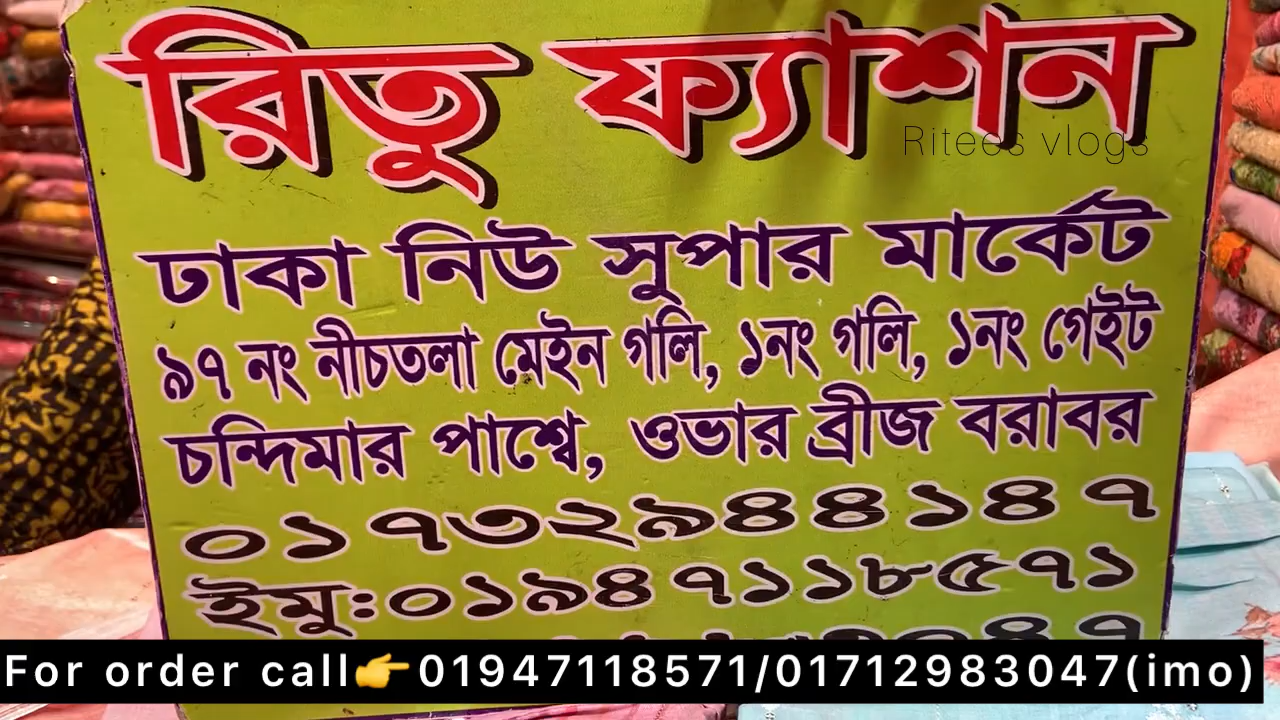 রিতু ফ্যাশন
Ritees vlogs
ঢাকা নিউ সুপার মার্কেট
৯৭ নং নীচতলা মেইন গলি, ১নং গলি, ১নং গেইট
চন্দিমার পাশ্বে, ওভার ব্রীজ বরাবর
০১৭৩২৯৪৪১৪৭
ইমু:০১৯৪৭১১৮৫৭১
For order call👉01947118571/01712983047(imo)